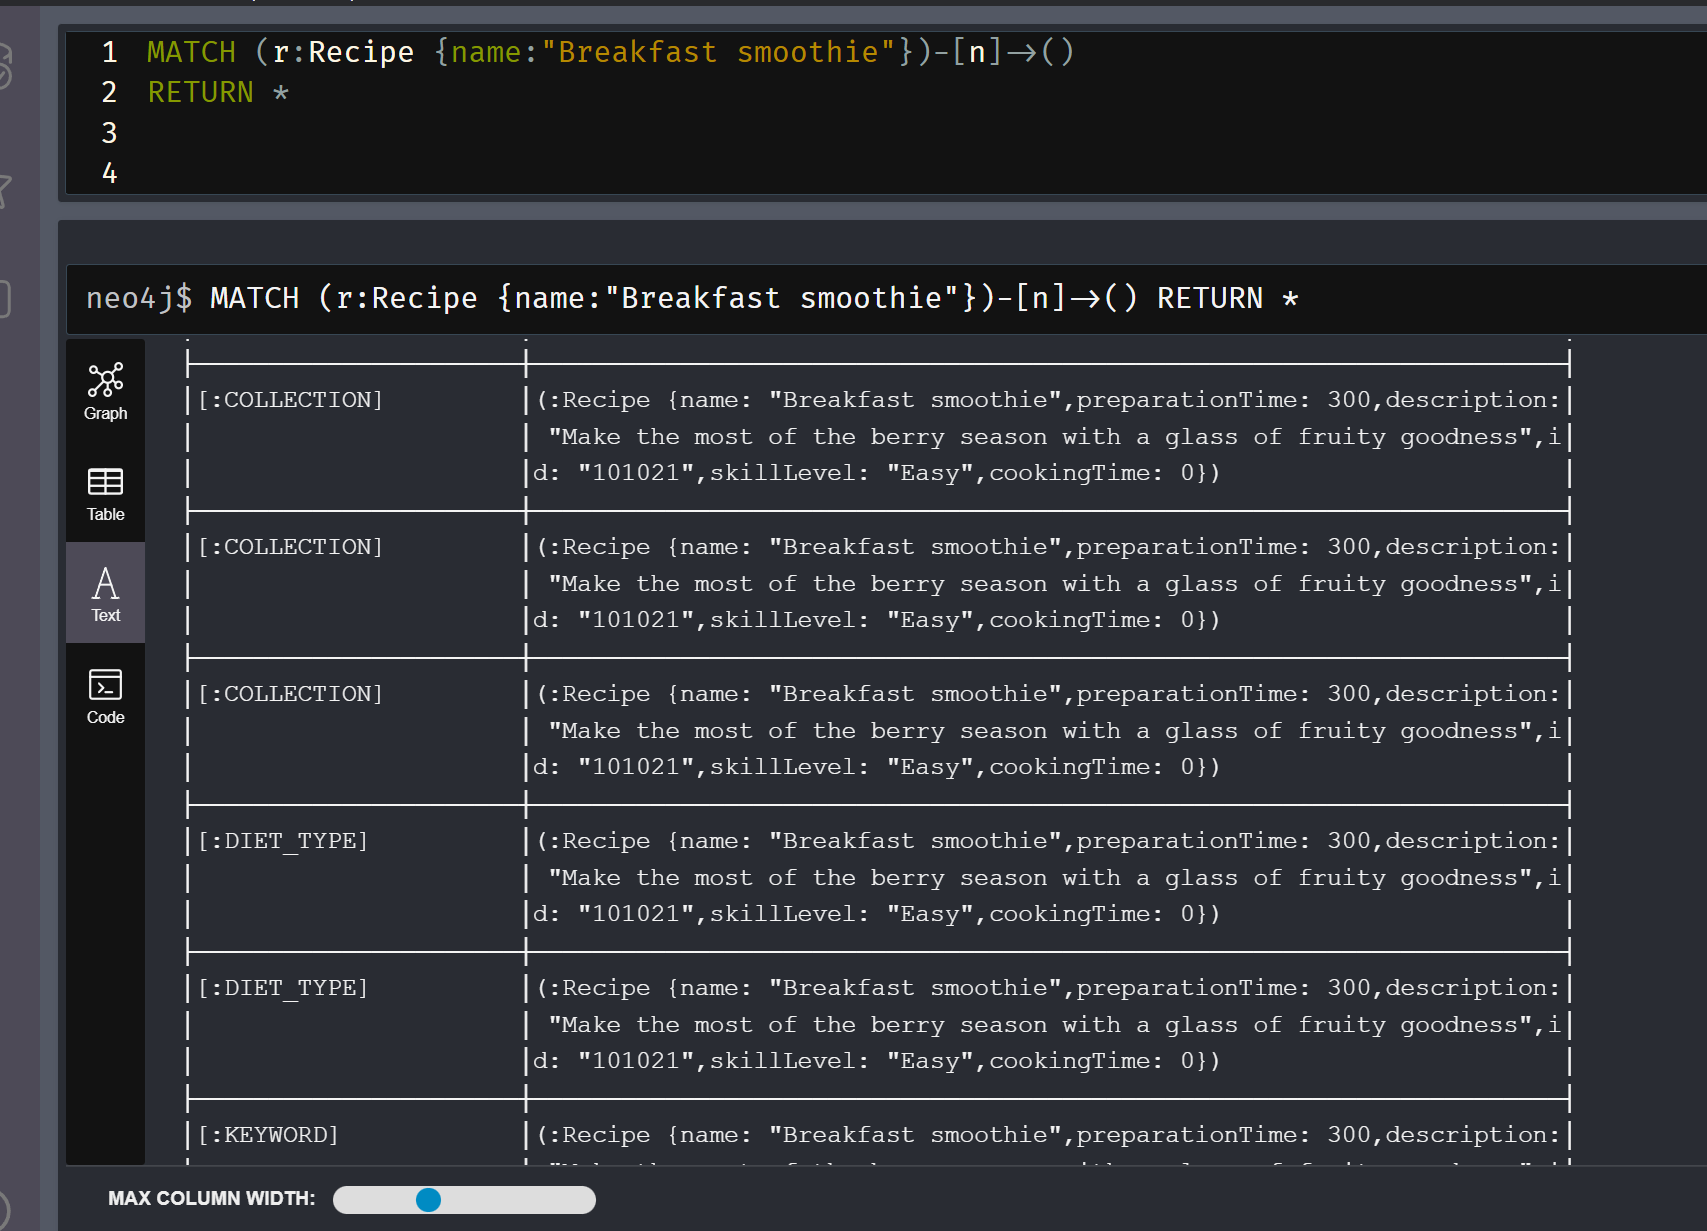 1 MATCH (r:Recipe {name:"Breakfast smoothie"})-[n]->()
2 RETURN *
3
4
neo4j$ MATCH (r:Recipe {name:"Breakfast smoothie"})-[n]->() RETURN *
Graph
Table
Text
Code
[:COLLECTION] (:Recipe {name: "Breakfast smoothie",preparationTime: 300,description:
"Make the most of the berry season with a glass of fruity goodness",i
d: "101021",skillLevel: "Easy",cookingTime: 0})
[:COLLECTION] (:Recipe {name: "Breakfast smoothie",preparationTime: 300,description:
"Make the most of the berry season with a glass of fruity goodness",i
d: "101021",skillLevel: "Easy",cookingTime: 0})
[:COLLECTION] (:Recipe {name: "Breakfast smoothie",preparationTime: 300,description:
"Make the most of the berry season with a glass of fruity goodness",i
d: "101021",skillLevel: "Easy",cookingTime: 0})
[:DIET_TYPE] (:Recipe {name: "Breakfast smoothie",preparationTime: 300,description:
"Make the most of the berry season with a glass of fruity goodness",i
d: "101021",skillLevel: "Easy",cookingTime: 0})
[:DIET_TYPE] (:Recipe {name: "Breakfast smoothie",preparationTime: 300,description:
"Make the most of the berry season with a glass of fruity goodness",i
d: "101021",skillLevel: "Easy",cookingTime: 0})
[:KEYWORD] (:Recipe {name: "Breakfast smoothie",preparationTime: 300,description:
MAX COLUMN WIDTH: